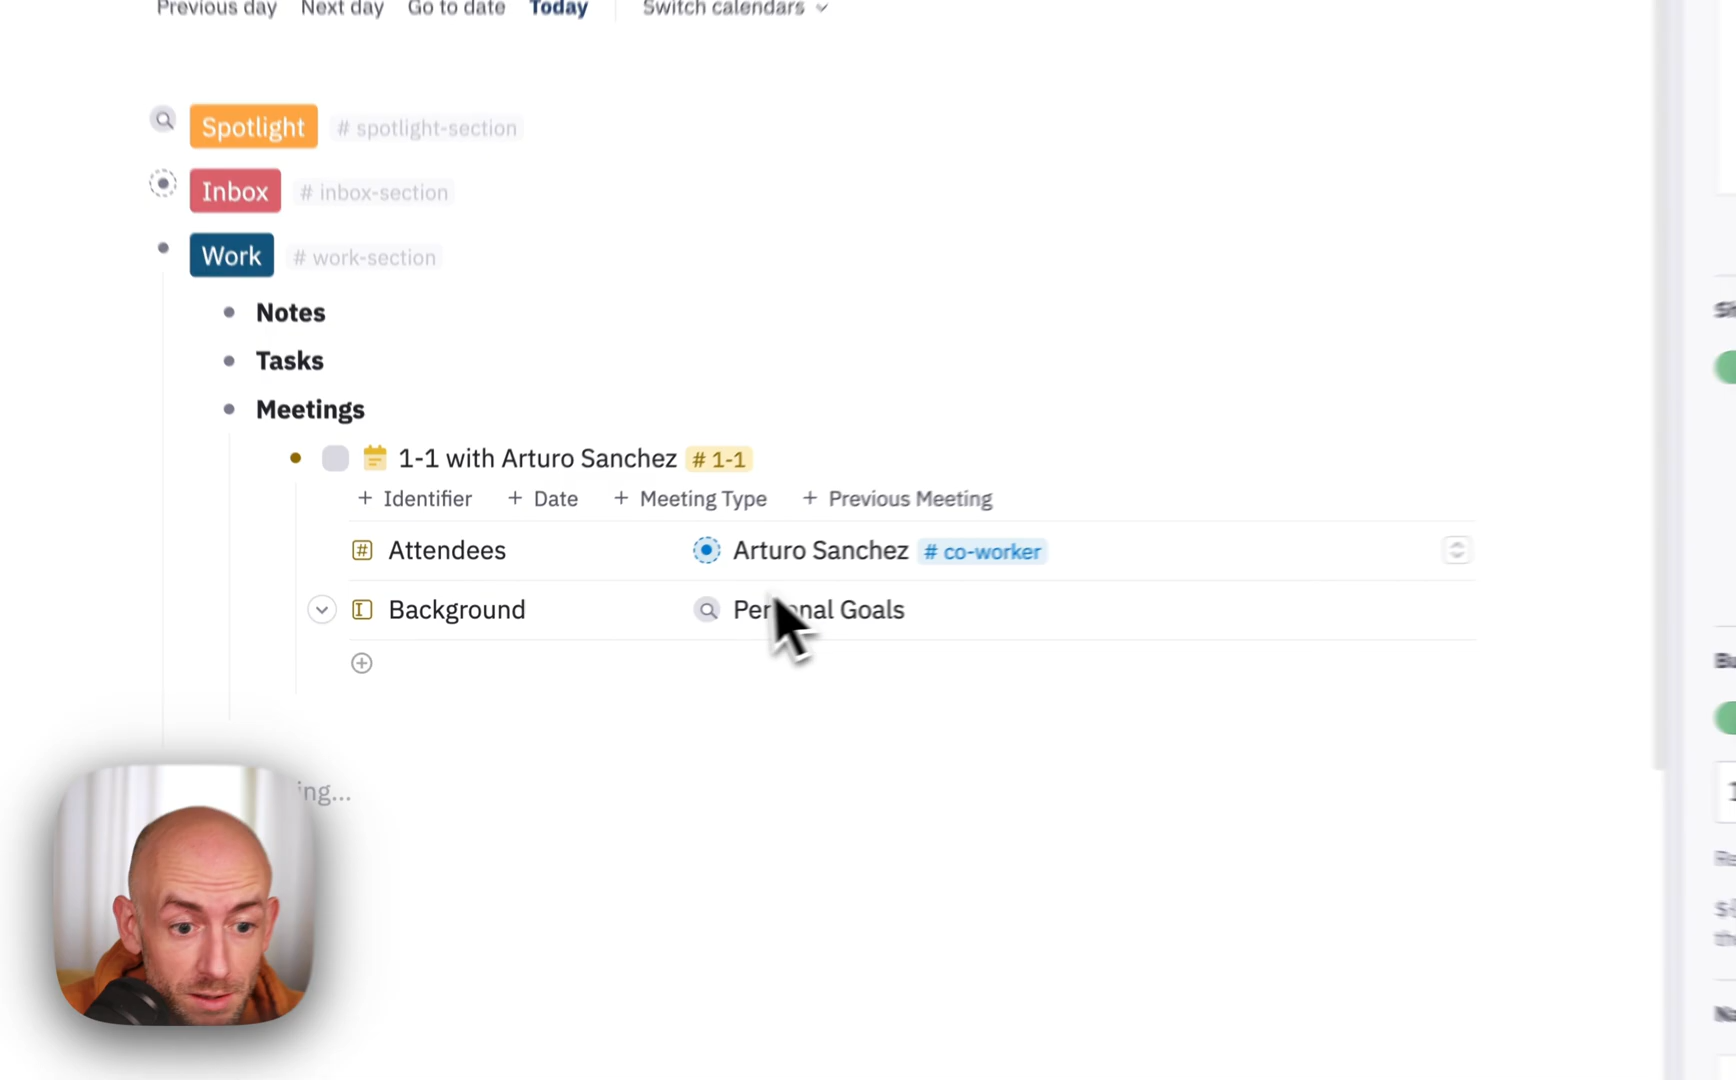 Previous day Next day Go to date Today Switch calendars
Spotlight # spotlight-section
Inbox # inbox-section
Work # work-section
Notes
Tasks
Meetings
1-1 with Arturo Sanchez # 1-1
+ Identifier + Date + Meeting Type + Previous Meeting
# Attendees Arturo Sanchez # co-worker
Background Personal Goals
ing...